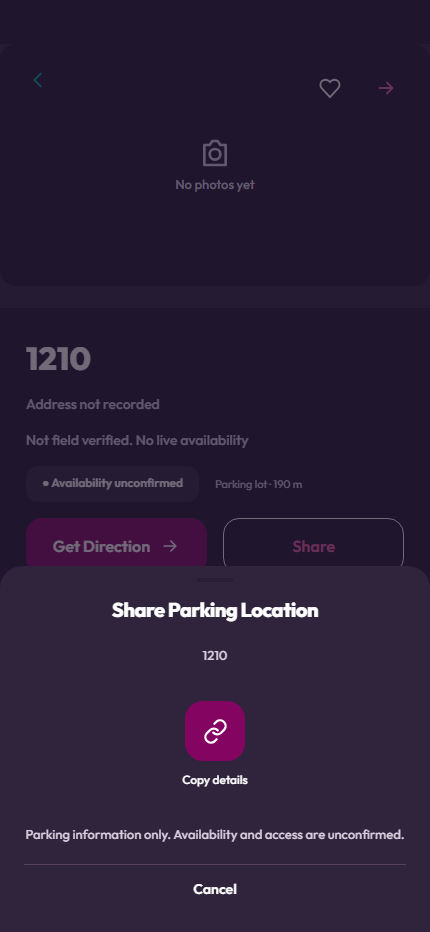 No photos yet
1210
Address not recorded
Not field verified. No live availability
• Availability unconfirmed
Parking lot · 190 m
Get Direction →
Share
Share Parking Location
1210
Copy details
Parking information only. Availability and access are unconfirmed.
Cancel